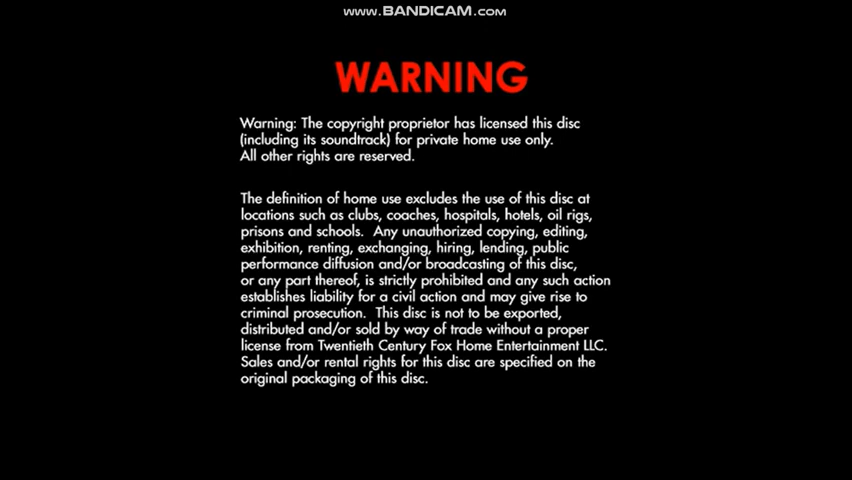 www.BANDICAM.com
WARNING
Warning: The copyright proprietor has licensed this disc
(including its soundtrack) for private home use only.
All other rights are reserved.
The definition of home use excludes the use of this disc at
locations such as clubs, coaches, hospitals, hotels, oil rigs,
prisons and schools.  Any unauthorized copying, editing,
exhibition, renting, exchanging, hiring, lending, public
performance diffusion and/or broadcasting of this disc,
or any part thereof, is strictly prohibited and any such action
establishes liability for a civil action and may give rise to
criminal prosecution.  This disc is not to be exported,
distributed and/or sold by way of trade without a proper
license from Twentieth Century Fox Home Entertainment LLC.
Sales and/or rental rights for this disc are specified on the
original packaging of this disc.